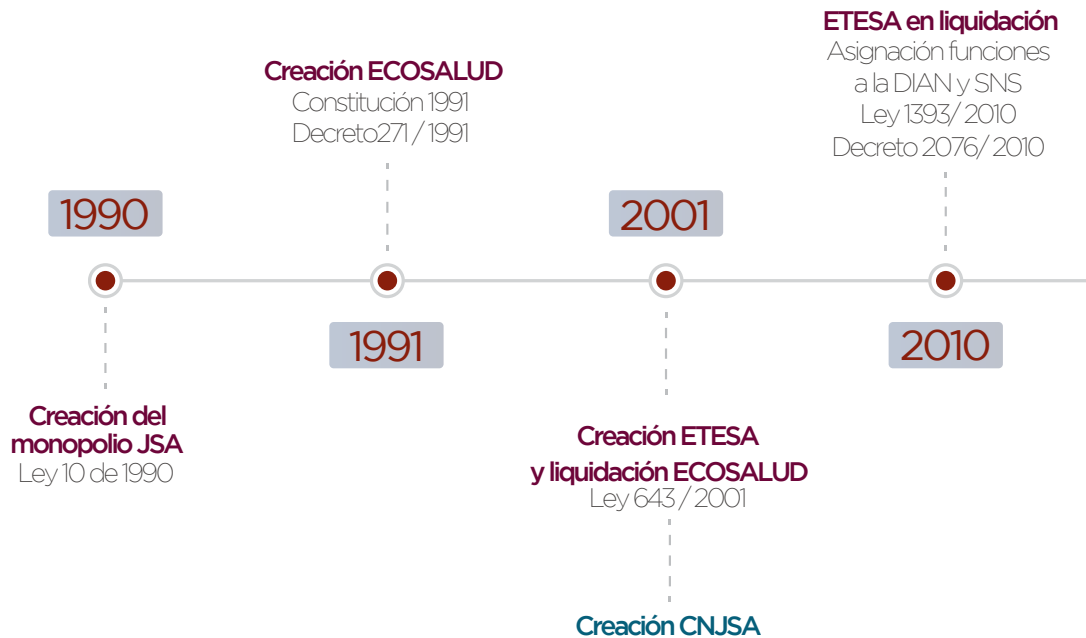 1990
Creación del
monopolio JSA
Ley 10 de 1990
Creación ECOSALUD
Constitución 1991
Decreto271 / 1991
1991
2001
Creación ETESA
y liquidación ECOSALUD
Ley 643 / 2001
Creación CNJSA
ETESA en liquidación
Asignación funciones
a la DIAN y SNS
Ley 1393/ 2010
Decreto 2076/ 2010
2010